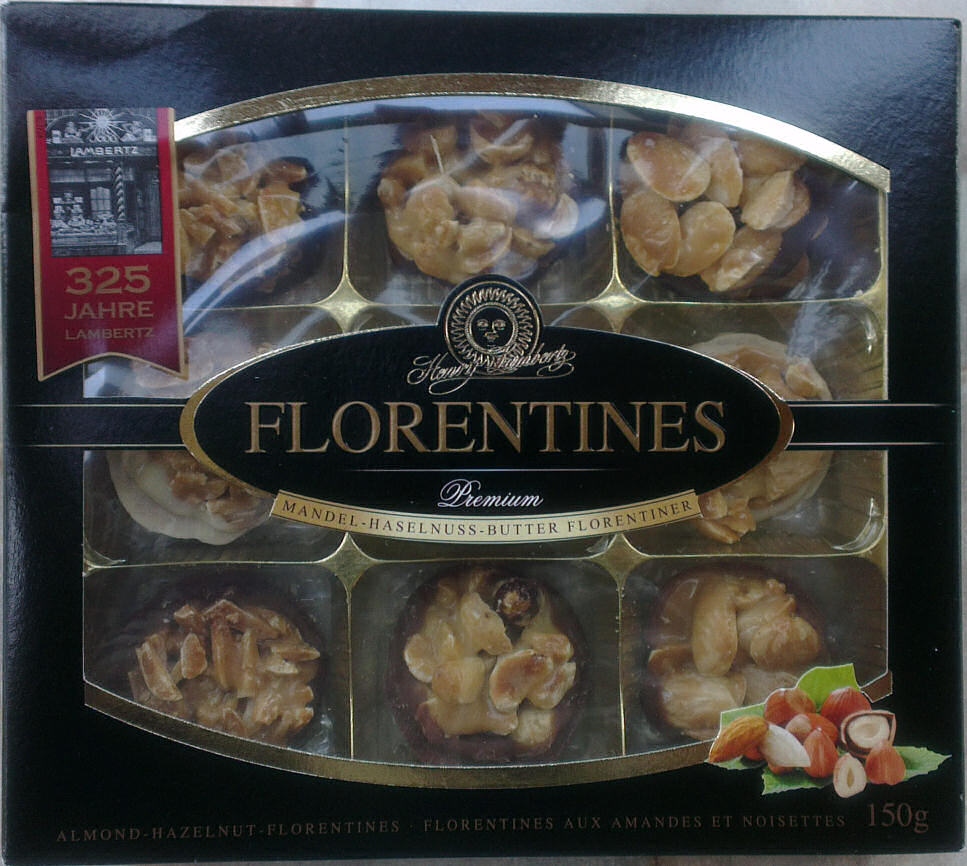 LAMBERTZ
325
JAHRE
LAMBERTZ
Henry Lambertz
FLORENTINES
Premium
MANDEL-HASELNUSS-BUTTER FLORENTINER
ALMOND-HAZELNUT-FLORENTINES · FLORENTINES AUX AMANDES ET NOISETTES 150g